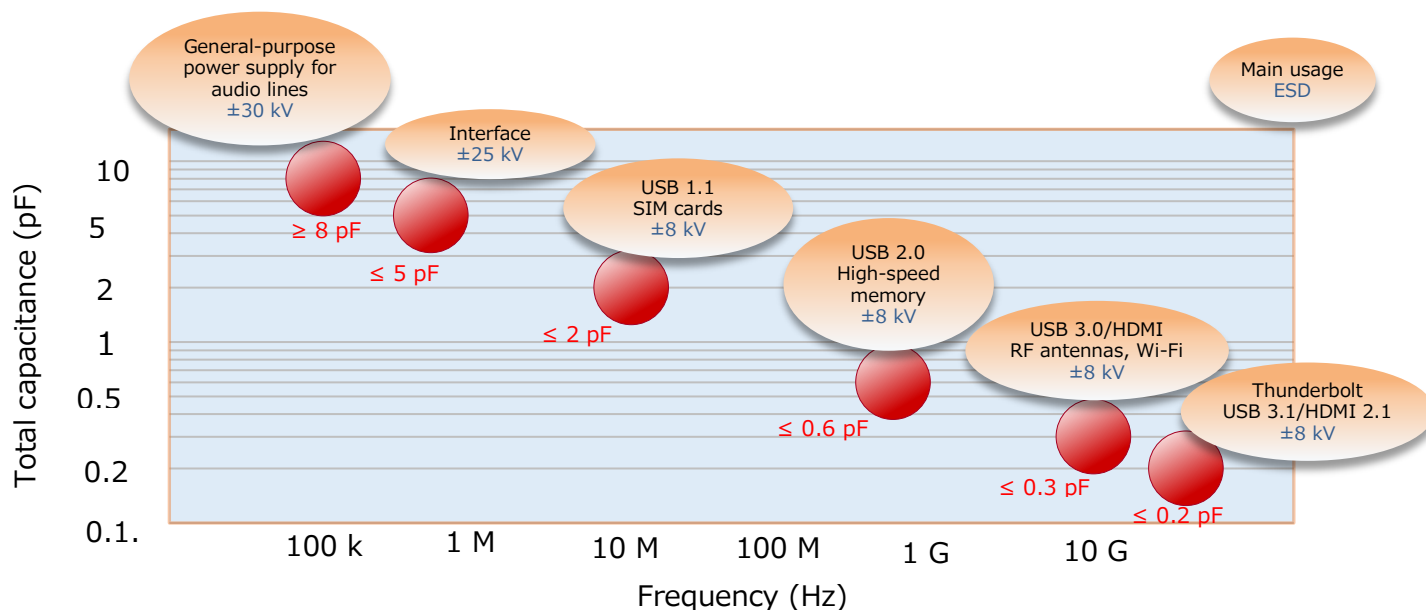 General-purpose
power supply for
audio lines
±30 kV
Main usage
ESD
Interface
±25 kV
USB 1.1
SIM cards
±8 kV
USB 2.0
High-speed
memory
±8 kV
USB 3.0/HDMI
RF antennas, Wi-Fi
±8 kV
Thunderbolt
USB 3.1/HDMI 2.1
±8 kV
Total capacitance (pF)
10
5
2
1
0.5
0.2
0.1.
≥ 8 pF
≤ 5 pF
≤ 2 pF
≤ 0.6 pF
≤ 0.3 pF
≤ 0.2 pF
100 k
1 M
10 M
100 M
1 G
10 G
Frequency (Hz)